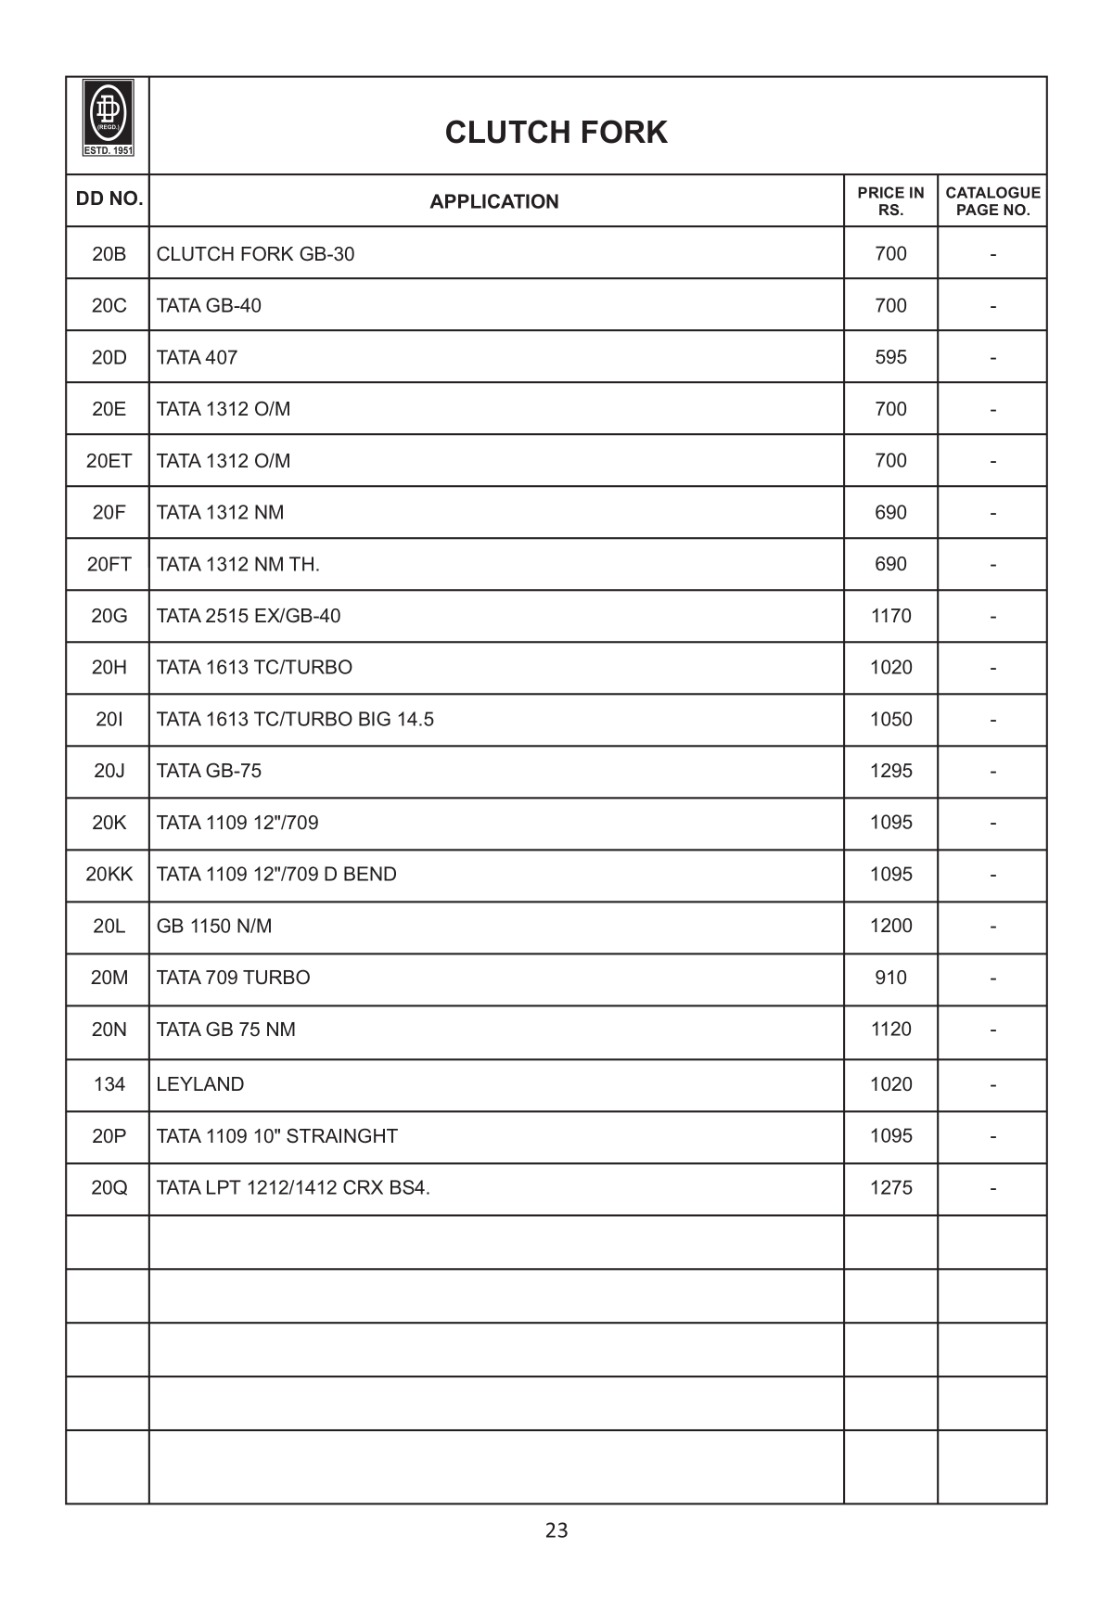 DD
(REGD.)
ESTD. 1951
CLUTCH FORK
DD NO. APPLICATION PRICE IN RS. CATALOGUE PAGE NO.
20B CLUTCH FORK GB-30 700 -
20C TATA GB-40 700 -
20D TATA 407 595 -
20E TATA 1312 O/M 700 -
20ET TATA 1312 O/M 700 -
20F TATA 1312 NM 690 -
20FT TATA 1312 NM TH. 690 -
20G TATA 2515 EX/GB-40 1170 -
20H TATA 1613 TC/TURBO 1020 -
20I TATA 1613 TC/TURBO BIG 14.5 1050 -
20J TATA GB-75 1295 -
20K TATA 1109 12"/709 1095 -
20KK TATA 1109 12"/709 D BEND 1095 -
20L GB 1150 N/M 1200 -
20M TATA 709 TURBO 910 -
20N TATA GB 75 NM 1120 -
134 LEYLAND 1020 -
20P TATA 1109 10" STRAINGHT 1095 -
20Q TATA LPT 1212/1412 CRX BS4. 1275 -
23